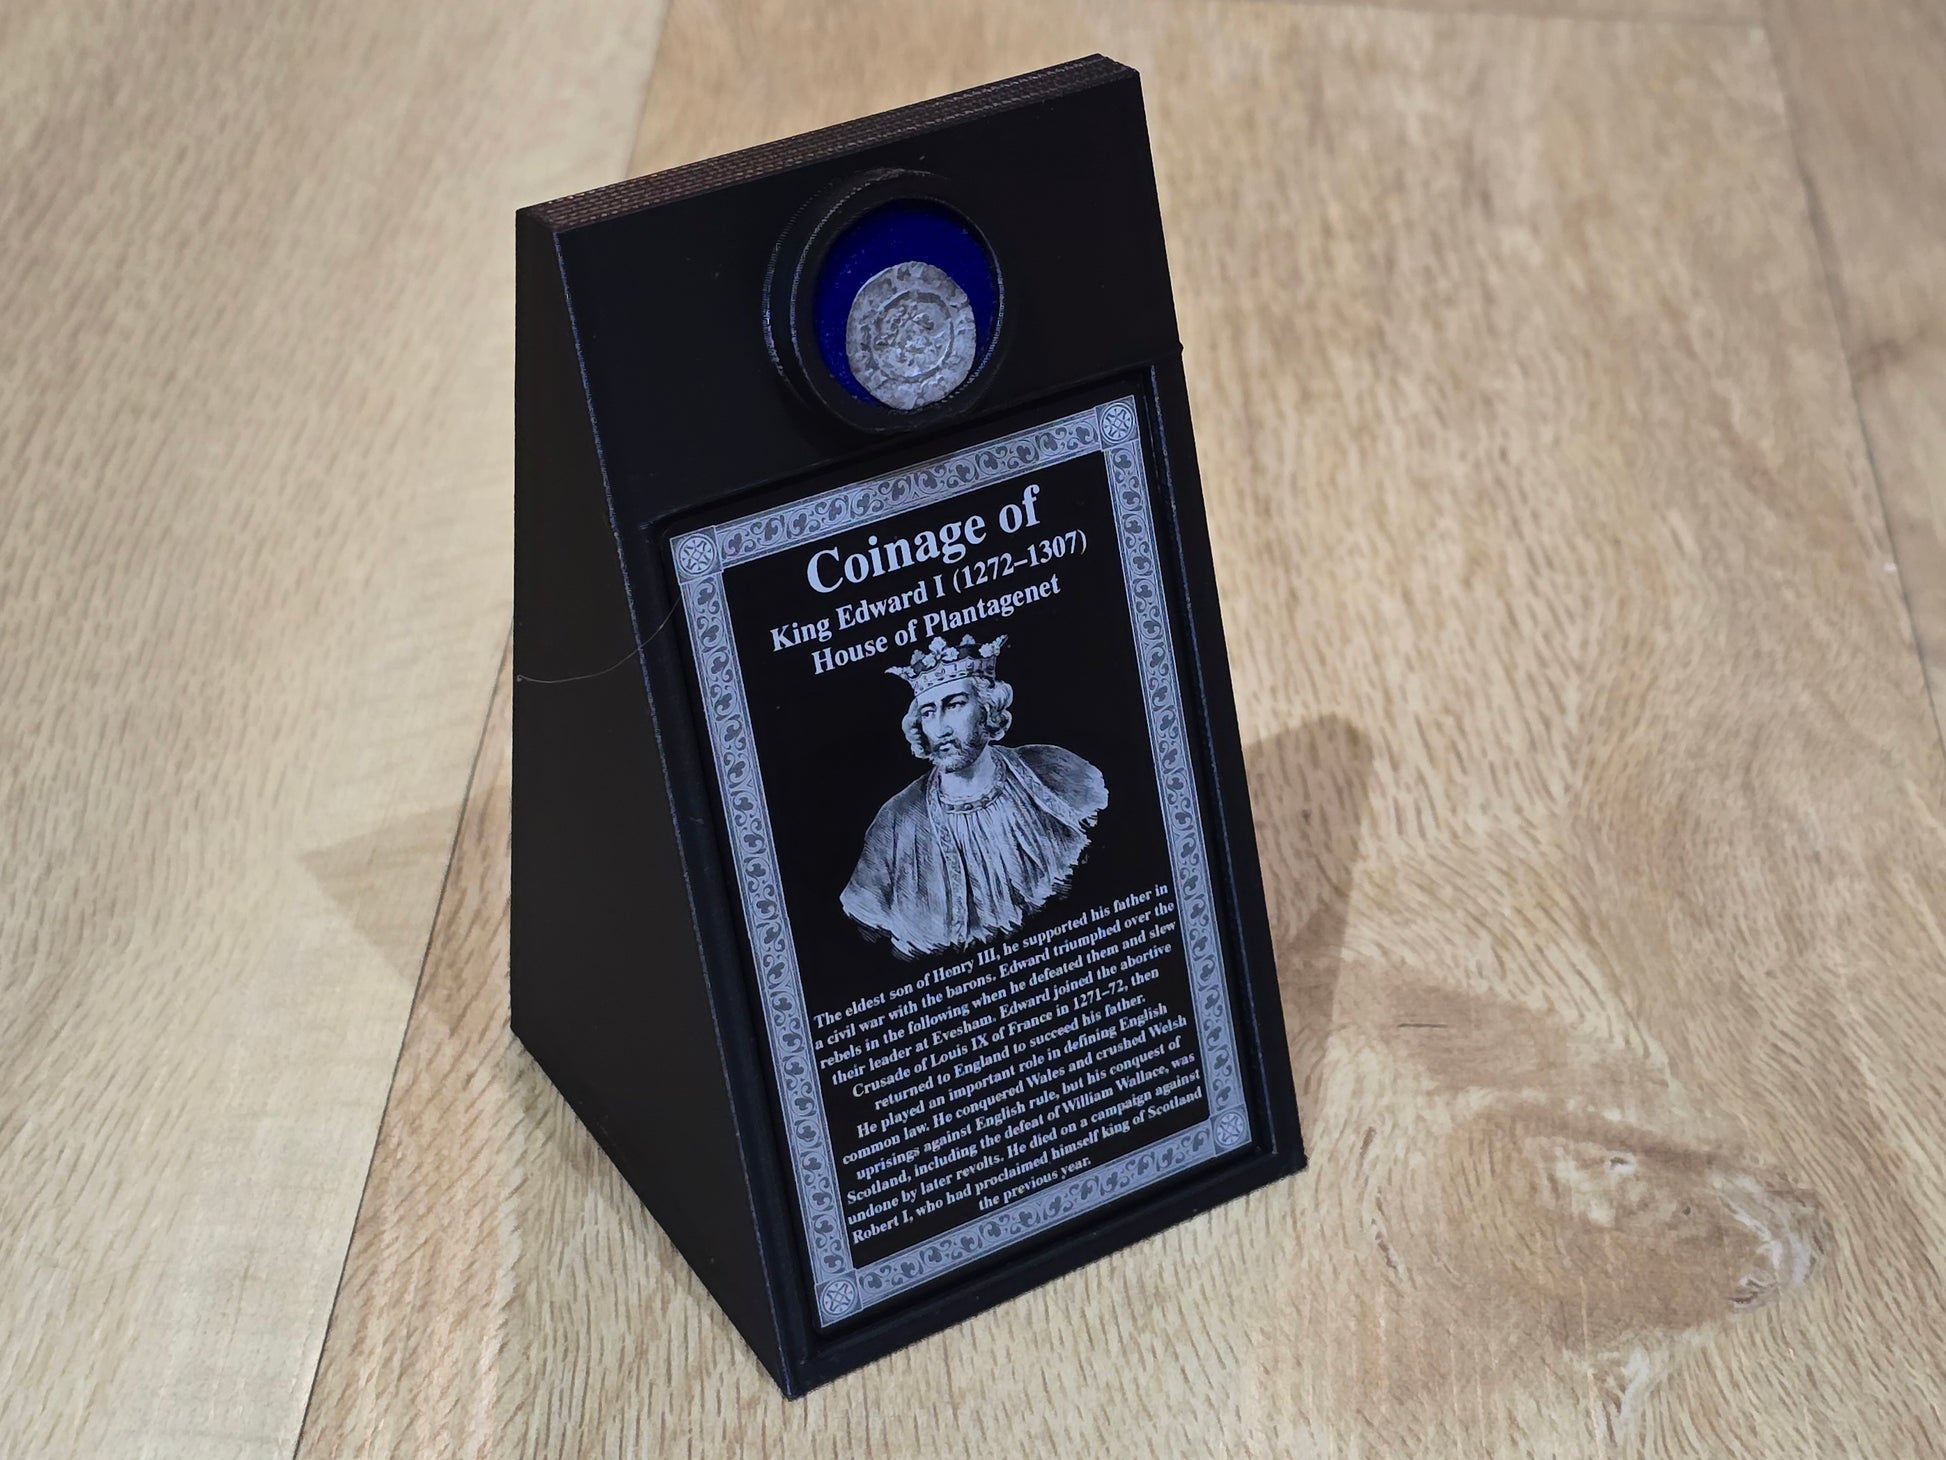 Coinage of
King Edward I (1272–1307)
House of Plantagenet
The eldest son of Henry III, he supported his father in
a civil war with the barons. Edward triumphed over the
rebels in the following when he defeated them and slew
their leader at Evesham. Edward joined the abortive
Crusade of Louis IX of France in 1271–72, then
returned to England to succeed his father.
He played an important role in defining English
common law. He conquered Wales and crushed Welsh
uprisings against English rule, but his conquest of
Scotland, including the defeat of William Wallace, was
undone by later revolts. He died on a campaign against
Robert I, who had proclaimed himself king of Scotland
the previous year.